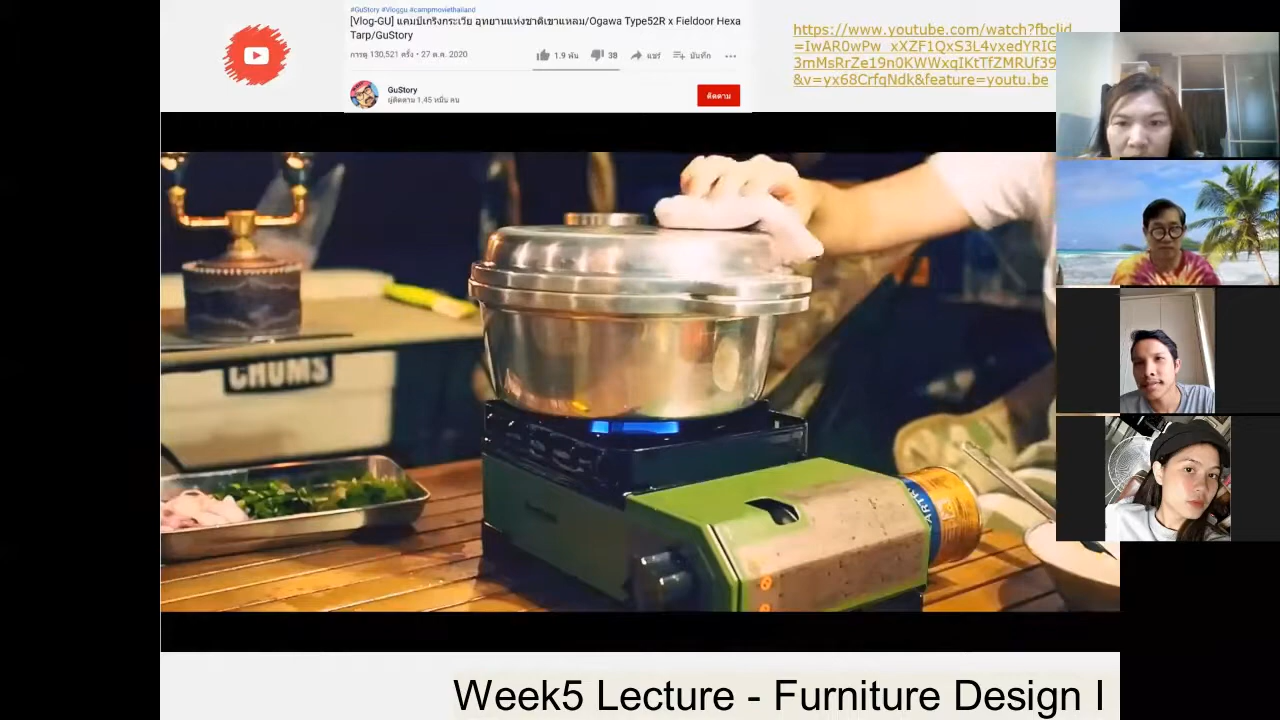 #GuStory #Vloggu #campmoviethailand
[Vlog-GU] แคมป์เกริงกระเวีย อุทยานแห่งชาติเขาแหลม/Ogawa Type52R x Fieldoor Hexa
Tarp/GuStory
การดู 130,521 ครั้ง • 27 ต.ค. 2020
1.9 พัน 38 แชร์ บันทึก
GuStory
ผู้ติดตาม 1.45 หมื่น คน
ติดตาม
https://www.youtube.com/watch?fbclid
=IwAR0wPw_xXZF1QxS3L4vxedYRIG
3mMsRrZe19n0KWWxqIKtTfZMRUf39
&v=yx68CrfqNdk&feature=youtu.be
CHUMS
Week5 Lecture - Furniture Design I